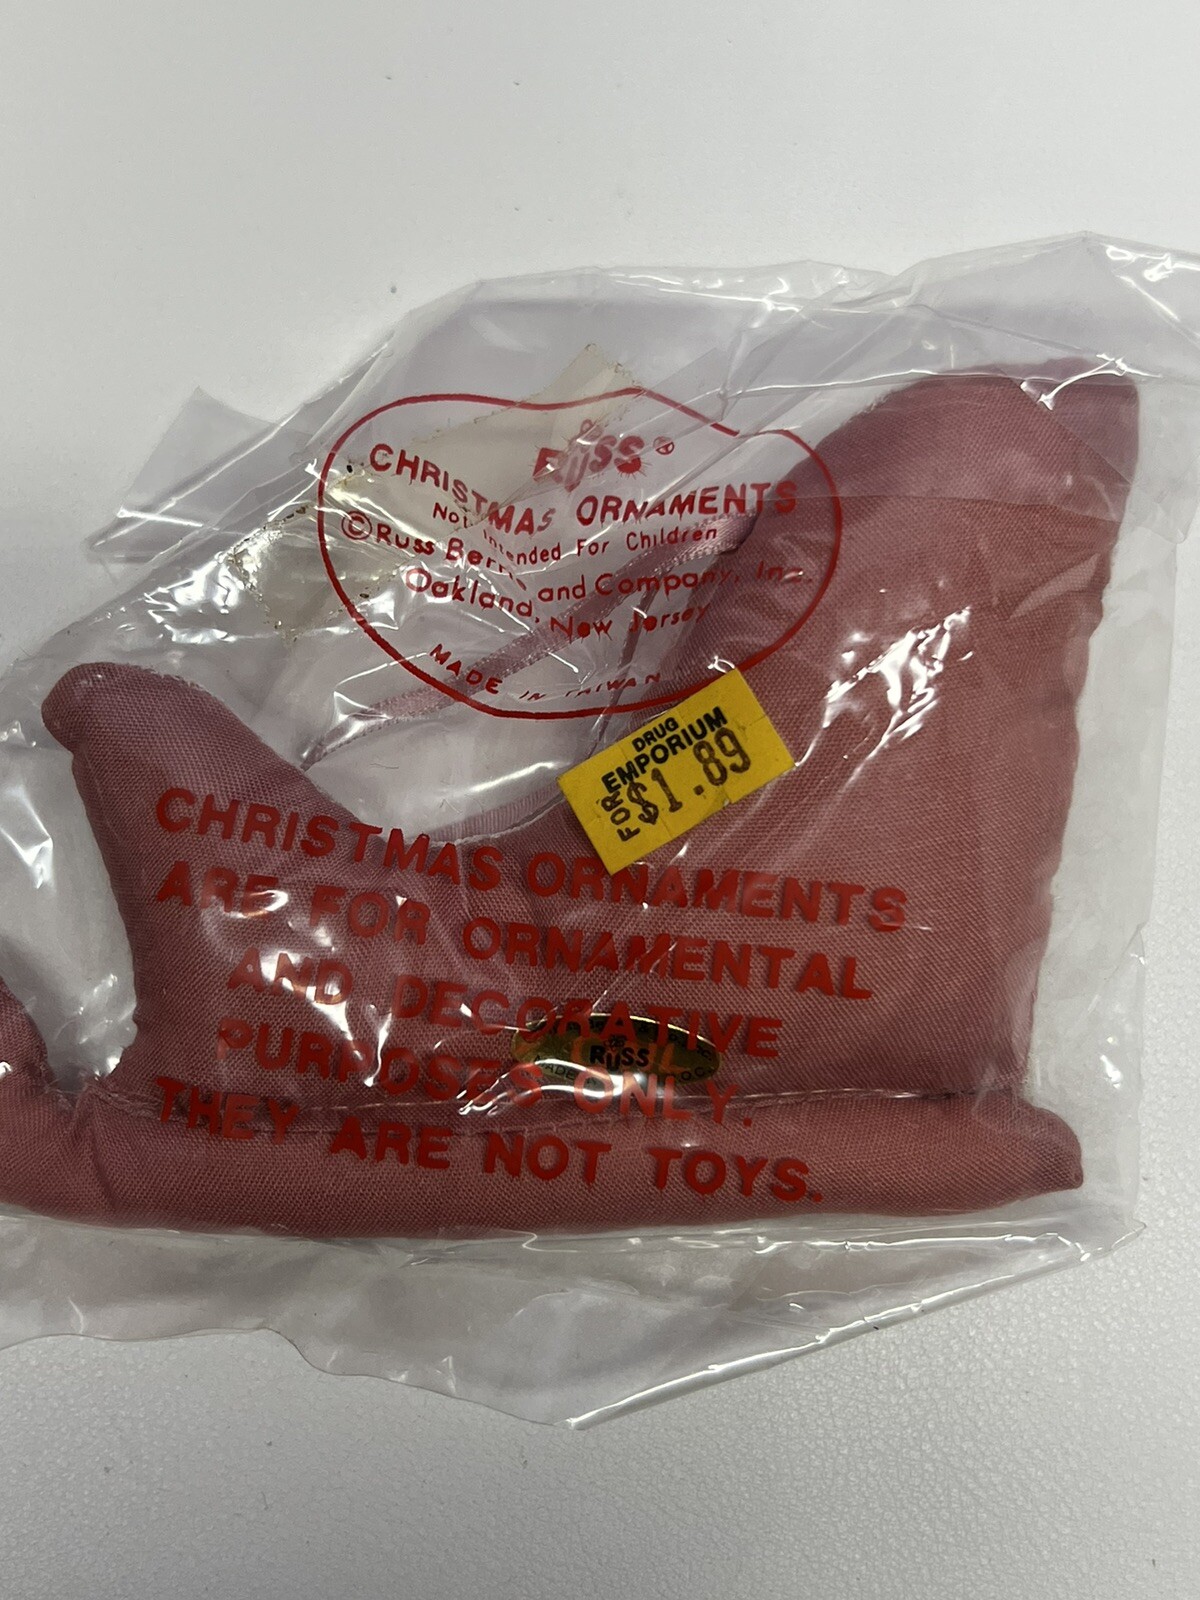 RUSS®
CHRISTMAS ORNAMENTS
Not Intended For Children
©Russ Berrie and Company, Inc.
Oakland, New Jersey
MADE IN TAIWAN
DRUG
EMPORIUM
FOR $1.89
CHRISTMAS ORNAMENTS
ARE FOR ORNAMENTAL
AND DECORATIVE
PURPOSES ONLY.
THEY ARE NOT TOYS.
RUSS
MADE